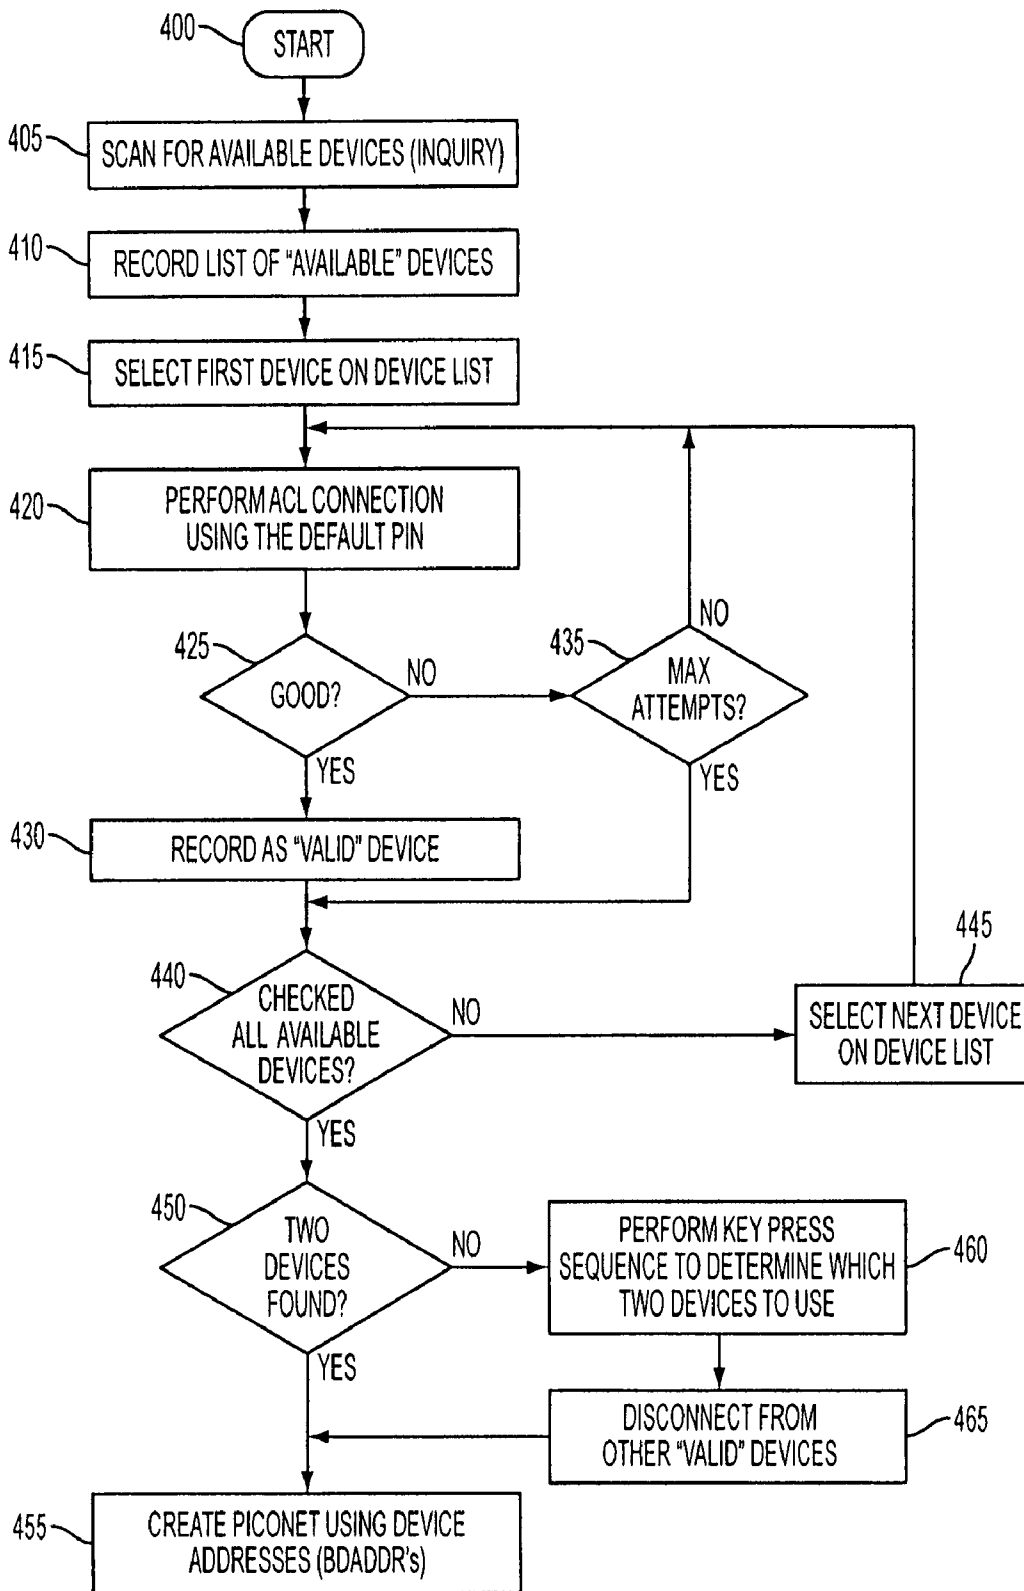 400
START
405
SCAN FOR AVAILABLE DEVICES (INQUIRY)
410
RECORD LIST OF “AVAILABLE” DEVICES
415
SELECT FIRST DEVICE ON DEVICE LIST
420
PERFORM ACL CONNECTION
USING THE DEFAULT PIN
425
GOOD?
NO
YES
435
MAX
ATTEMPTS?
NO
YES
430
RECORD AS “VALID” DEVICE
440
CHECKED
ALL AVAILABLE
DEVICES?
NO
YES
445
SELECT NEXT DEVICE
ON DEVICE LIST
450
TWO
DEVICES
FOUND?
NO
YES
PERFORM KEY PRESS
SEQUENCE TO DETERMINE WHICH
TWO DEVICES TO USE
460
DISCONNECT FROM
OTHER “VALID” DEVICES
465
455
CREATE PICONET USING DEVICE
ADDRESSES (BDADDR's)